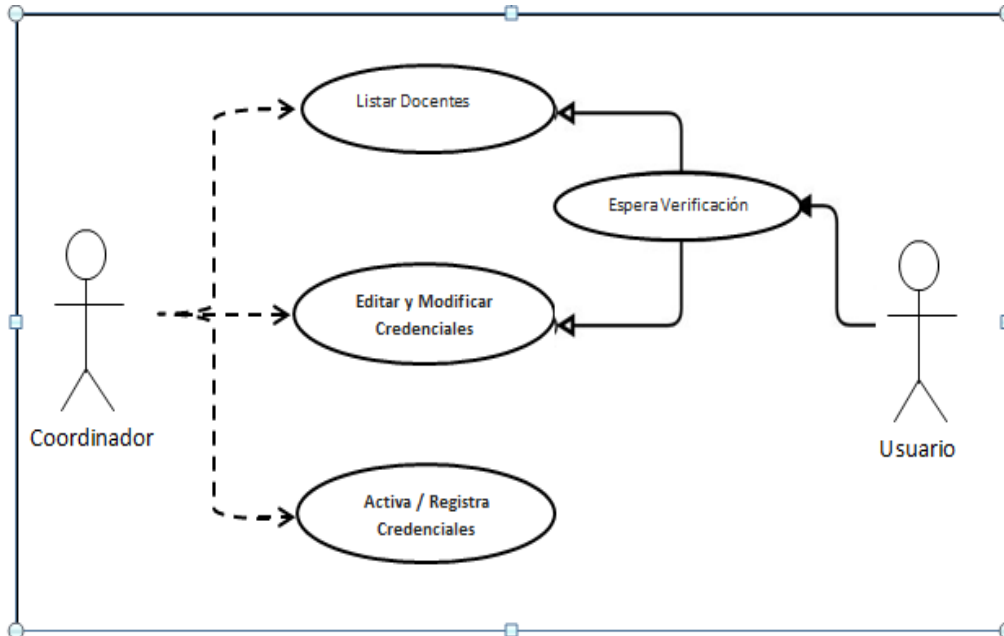 Listar Docentes
Espera Verificación
Editar y Modificar
Credenciales
Coordinador
Usuario
Activa / Registra
Credenciales